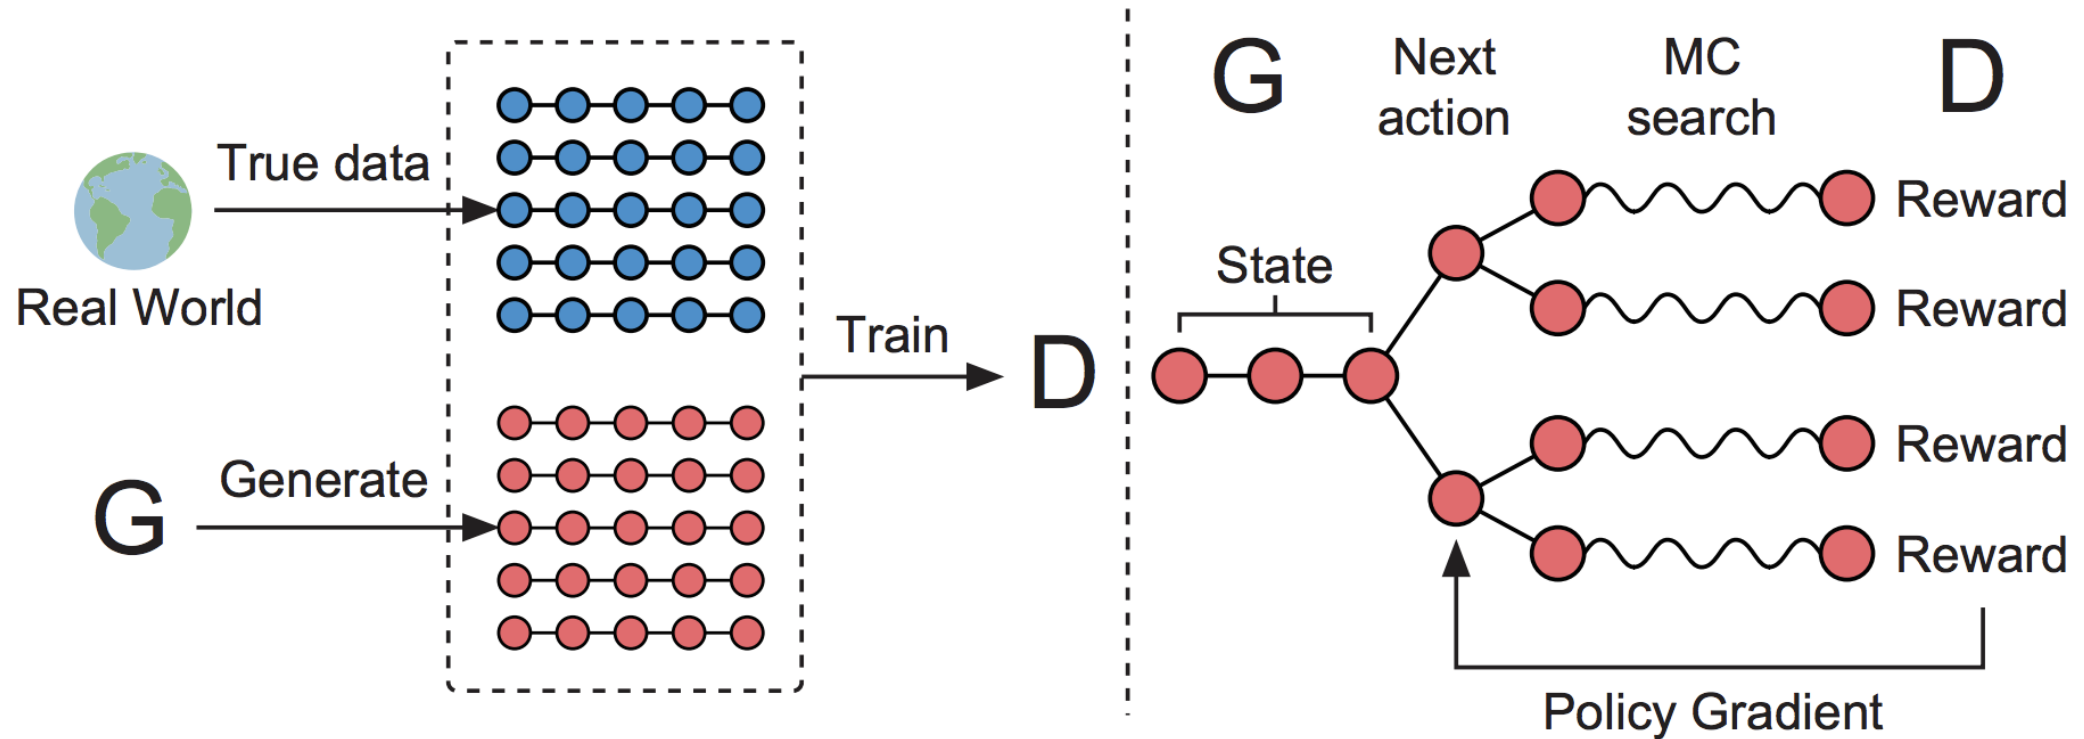 True data
Real World
G
Generate
Train
D
G
Next
action
MC
search
D
State
Reward
Reward
Reward
Reward
Policy Gradient